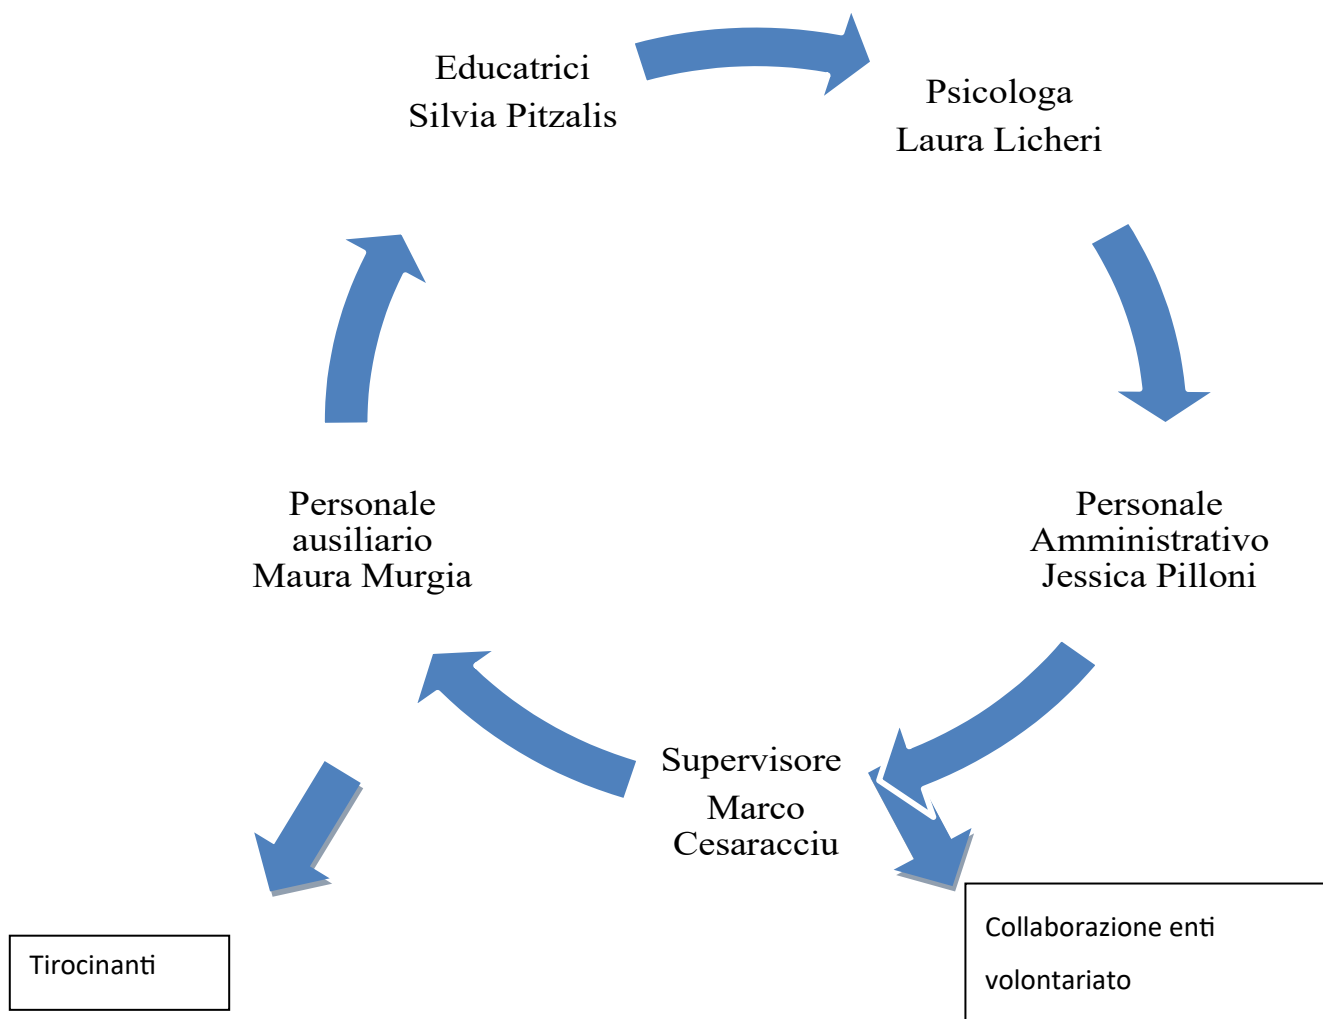 Educatrici
Silvia Pitzalis
Psicologa
Laura Licheri
Personale
ausiliario
Maura Murgia
Personale
Amministrativo
Jessica Pilloni
Supervisore
Marco
Cesaracciu
Tirocinanti
Collaborazione enti
volontariato